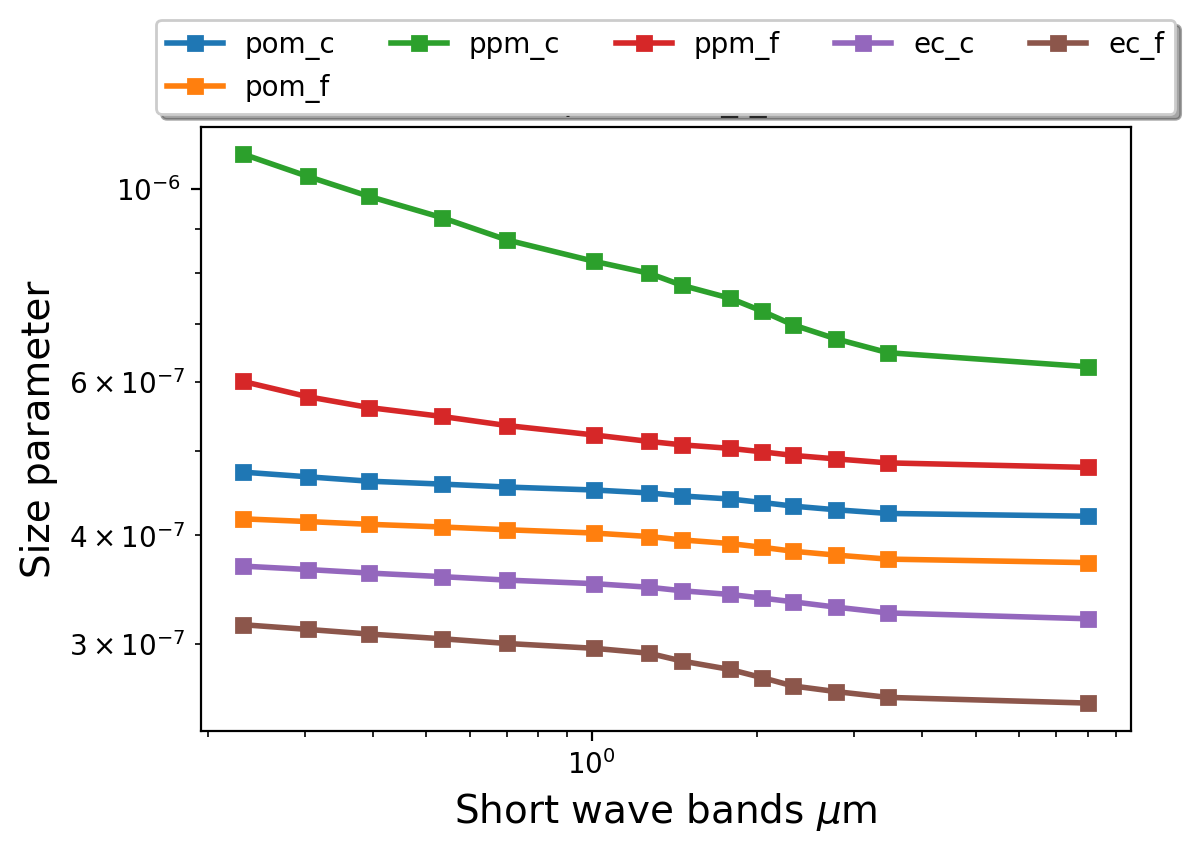 pom_c ppm_c ppm_f ec_c ec_f
pom_f
10⁻⁶
6 × 10⁻⁷
4 × 10⁻⁷
3 × 10⁻⁷
Size parameter
10⁰
Short wave bands μm